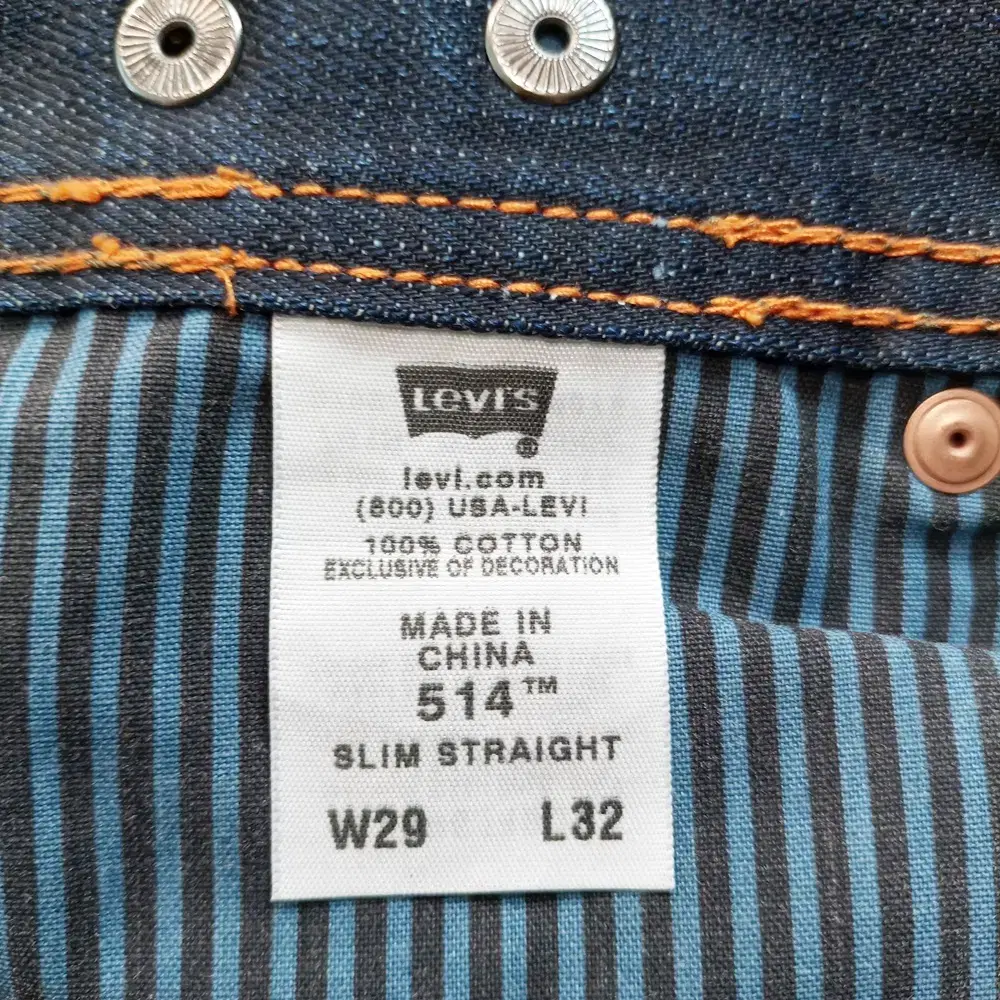 LEVI'S
®
levi.com
(800) USA-LEVI
100% COTTON
EXCLUSIVE OF DECORATION
MADE IN
CHINA
514™
SLIM STRAIGHT
W29 L32